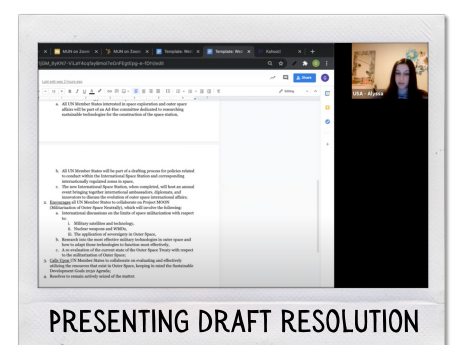 MUN on Zoom
MUN on Zoom
Template: Wor
Template: Wor
Kahoot!
Last edit was 2 hours ago
Share
Editing
a. All UN Member States interested in space exploration and outer space
affairs will be part of an Ad-Hoc committee dedicated to researching
sustainable technologies for the construction of the space station,
b. All UN Member States will be part of a drafting process for policies related
to conduct within the International Space Station and corresponding
internationally regulated zones in space,
c. The new International Space Station, when completed, will host an annual
event bringing together international ambassadors, diplomats, and
innovators to discuss the evolution of outer space international affairs.
2. Encourages all UN Member States to collaborate on Project MOON
(Militarization of Outer Space Neutrally), which will involve the following:
a. International discussions on the limits of space militarization with respect
to:
i. Military satellites and technology,
ii. Nuclear weapons and WMDs,
iii. The application of sovereignty in Outer Space,
b. Research into the most effective military technologies in outer space and
how to adapt those technologies to function most effectively,
c. A re-evaluation of the current state of the Outer Space Treaty with respect
to the militarization of Outer Space.
3. Calls Upon UN Member States to collaborate on evaluating and effectively
utilizing the resources that exist in Outer Space, keeping in mind the Sustainable
Development Goals 2030 Agenda;
4. Resolves to remain actively seized of the matter.
USA - Alyssa
PRESENTING DRAFT RESOLUTION